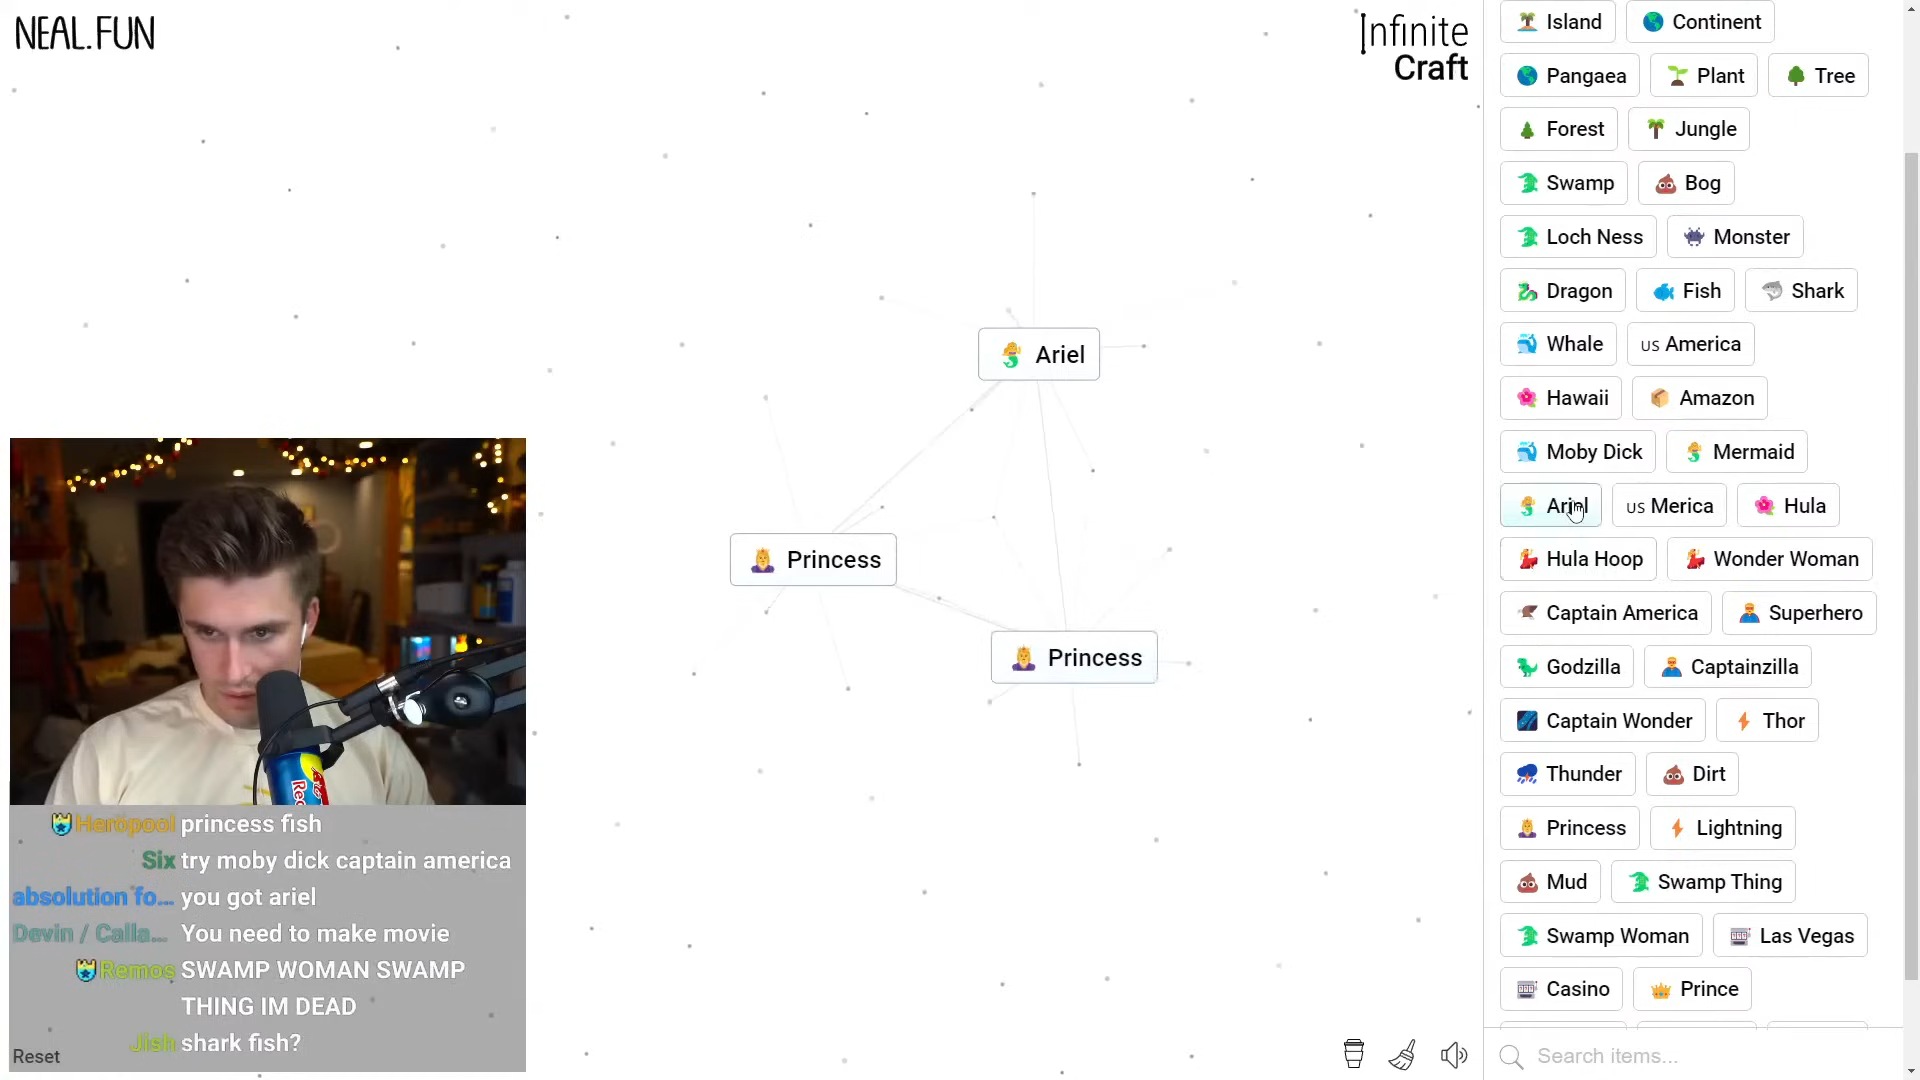 NEAL.FUN
Infinite
Craft
Ariel
Princess
Princess
Island
Continent
Pangaea
Plant
Tree
Forest
Jungle
Swamp
Bog
Loch Ness
Monster
Dragon
Fish
Shark
Whale
US America
Hawaii
Amazon
Moby Dick
Mermaid
Ariel
US Merica
Hula
Hula Hoop
Wonder Woman
Captain America
Superhero
Godzilla
Captainzilla
Captain Wonder
Thor
Thunder
Dirt
Princess
Lightning
Mud
Swamp Thing
Swamp Woman
Las Vegas
Casino
Prince
Search items...
Heröpool princess fish
Six try moby dick captain america
absolution fo... you got ariel
Devin / Calla... You need to make movie
Remos SWAMP WOMAN SWAMP
THING IM DEAD
Jish shark fish?
Reset